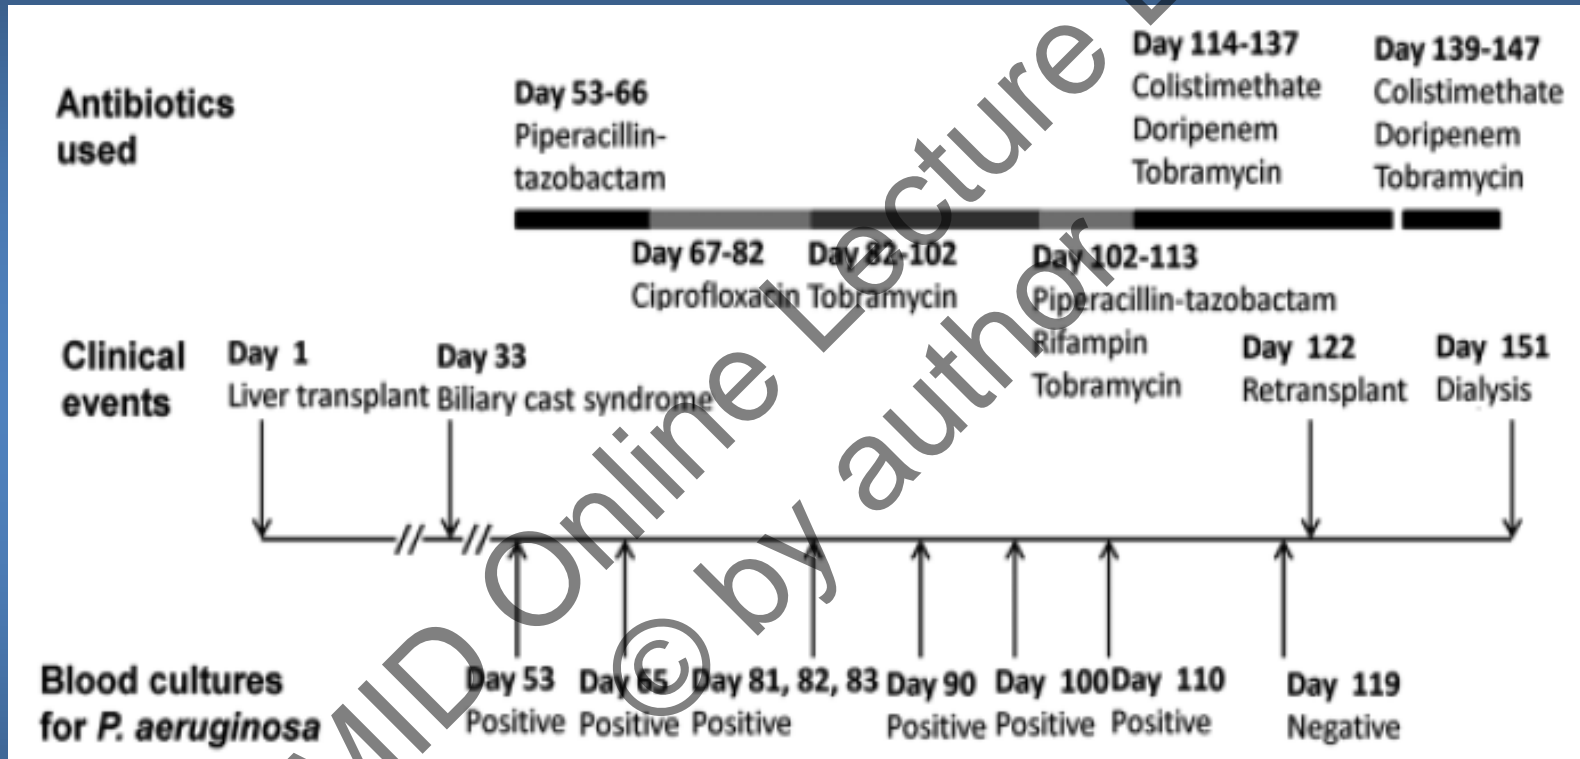 Antibiotics
used
Day 53-66
Piperacillin-
tazobactam
Day 114-137
Colistimethate
Doripenem
Tobramycin
Day 139-147
Colistimethate
Doripenem
Tobramycin
Day 67-82
Ciprofloxacin
Day 82-102
Tobramycin
Day 102-113
Piperacillin-tazobactam
Rifampin
Tobramycin
Clinical
events
Day 1
Liver transplant
Day 33
Biliary cast syndrome
Day 122
Retransplant
Day 151
Dialysis
Blood cultures
for P. aeruginosa
Day 53
Positive
Day 65
Positive
Day 81, 82, 83
Positive
Day 90
Positive
Day 100
Positive
Day 110
Positive
Day 119
Negative
MID Online Lecture
© by author